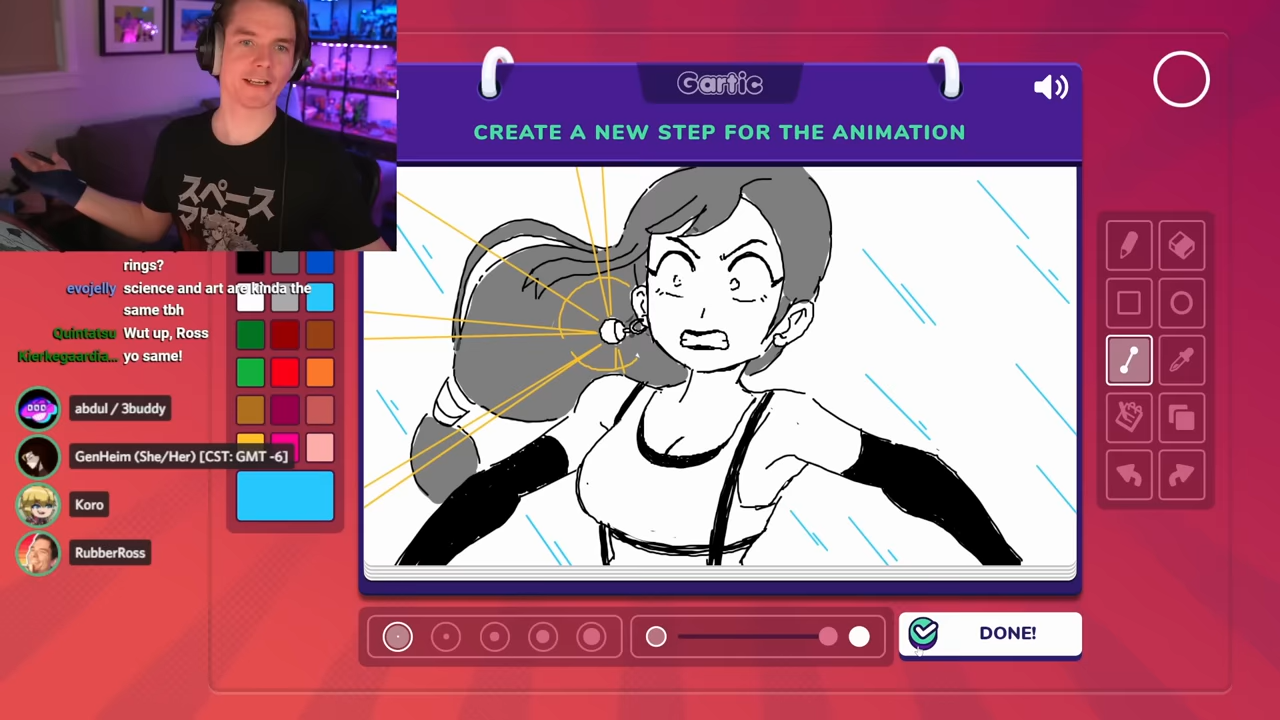 Gartic
CREATE A NEW STEP FOR THE ANIMATION
スペース
rings?
evojelly science and art are kinda the
same tbh
Quintatsu Wut up, Ross
Kierkegaardia... yo same!
abdul / 3buddy
GenHeim (She/Her) [CST: GMT -6]
Koro
RubberRoss
DONE!